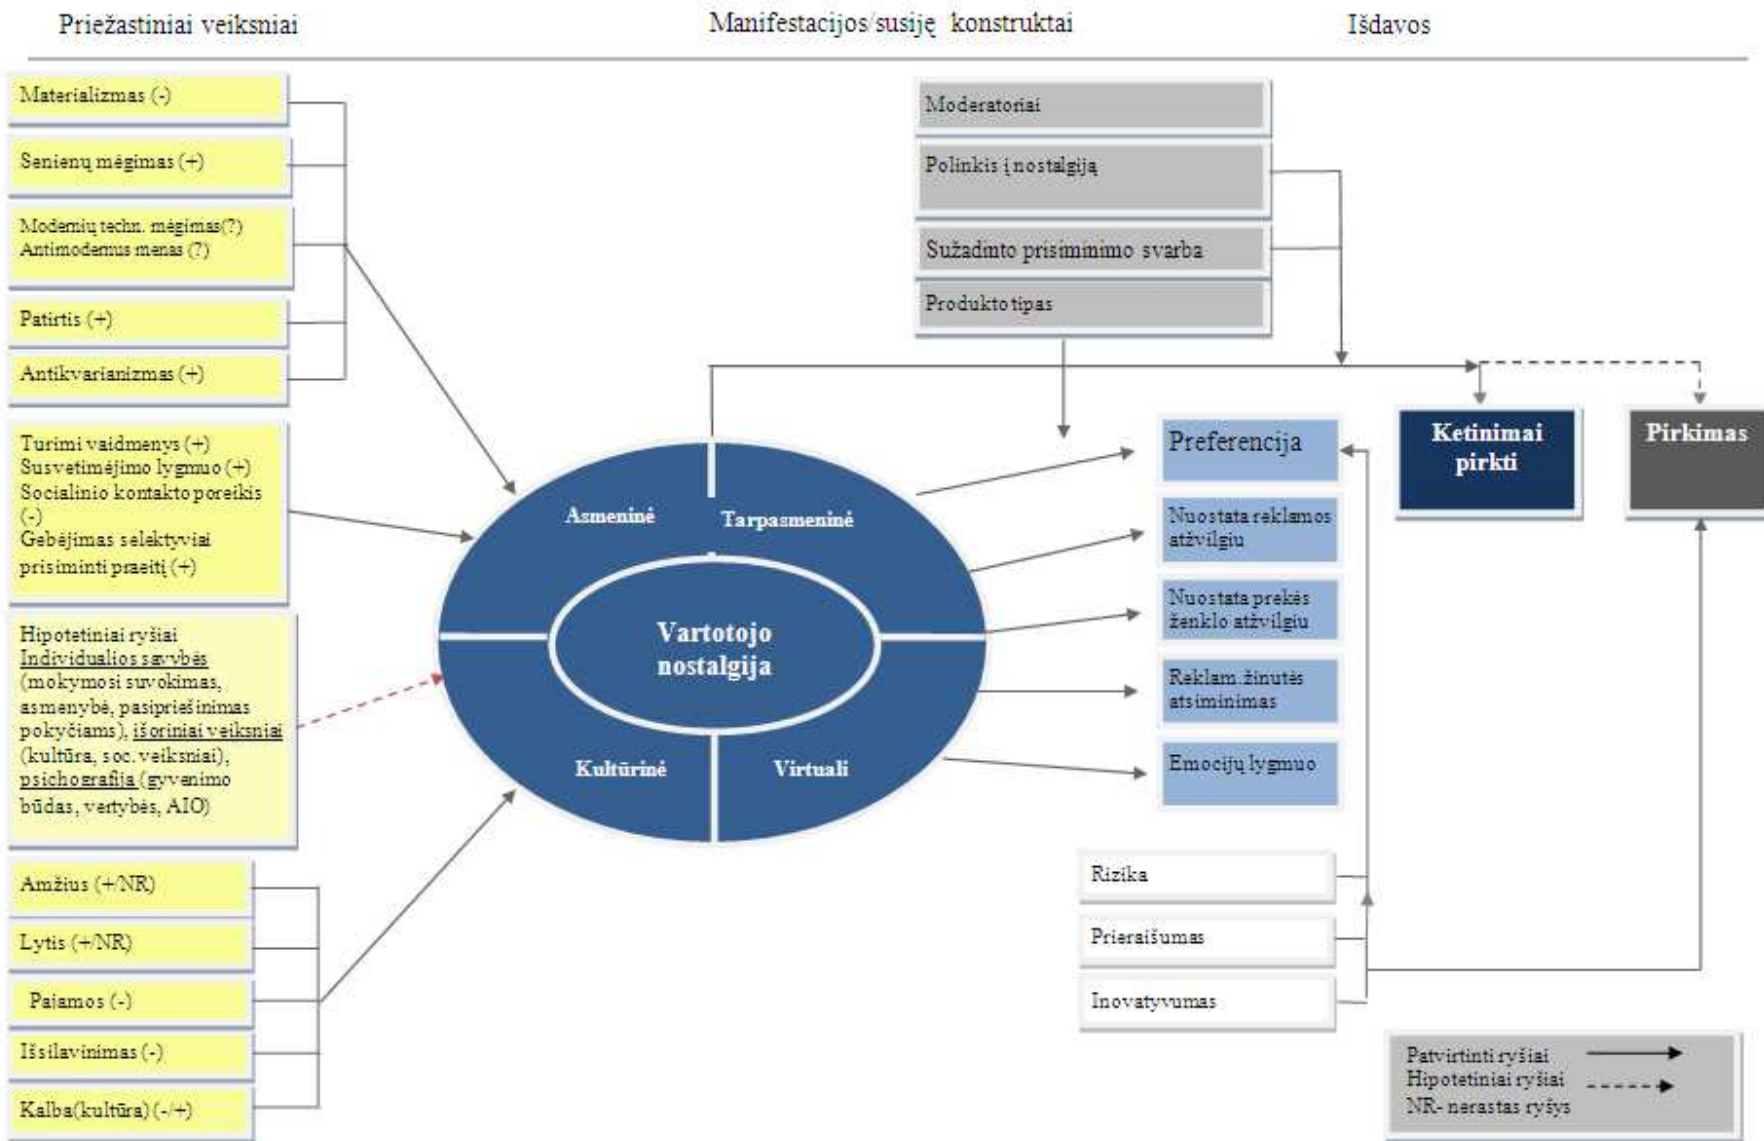 Priežastiniai veiksniai
Manifestacijos/susiję konstruktai
Išdavos
Materializmas (-)
Senienų mėgimas (+)
Modernių techn. mėgimas(?)
Antimodernus menas (?)
Patirtis (+)
Antikvarianizmas (+)
Turimi vaidmenys (+)
Susvetimėjimo lygmuo (+)
Socialinio kontakto poreikis
(-)
Gebėjimas selektyviai
prisiminti praeitį (+)
Hipotetiniai ryšiai
Individualios savybės
(mokymosi suvokimas,
asmenybė, pasipriešinimas
pokyčiams), išoriniai veiksniai
(kultūra, soc. veiksniai),
psichografija (gyvenimo
būdas, vertybės, AIO)
Amžius (+/NR)
Lytis (+/NR)
Pajamos (-)
Išsilavinimas (-)
Kalba(kultūra) (-/+)
Asmeninė
Tarpasmeninė
Vartotojo
nostalgija
Kultūrinė
Virtuali
Moderatoriai
Polinkis į nostalgiją
Sužadinto prisiminimo svarba
Produkto tipas
Preferencija
Nuostata reklamos
atžvilgiu
Nuostata prekės
ženklo atžvilgiu
Reklam. žinutės
atsiminimas
Emocijų lygmuo
Ketinimai
pirkti
Pirkimas
Rizika
Prieraišumas
Inovatyvumas
Patvirtinti ryšiai
Hipotetiniai ryšiai
NR- nerastas ryšys